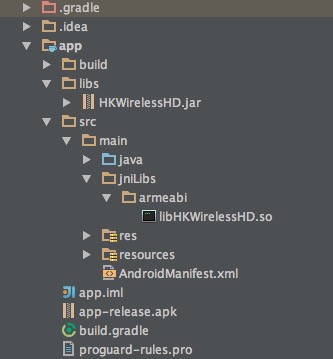 .gradle
.idea
app
build
libs
HKWirelessHD.jar
src
main
java
jniLibs
armeabi
libHKWirelessHD.so
res
resources
AndroidManifest.xml
app.iml
app-release.apk
build.gradle
proguard-rules.pro